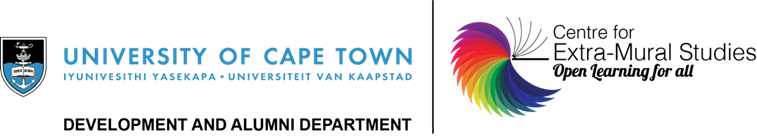 UNIVERSITY OF CAPE TOWN
IYUNIVESITHI YASEKAPA • UNIVERSITEIT VAN KAAPSTAD
DEVELOPMENT AND ALUMNI DEPARTMENT
Centre for
Extra-Mural Studies
Open Learning for all